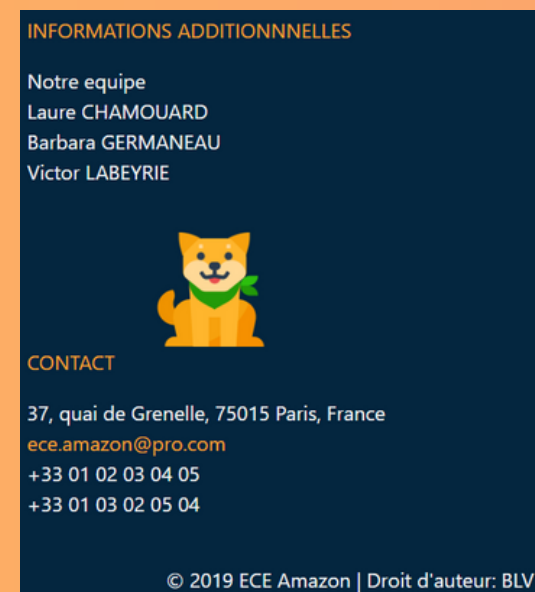 INFORMATIONS ADDITIONNNELLES
Notre equipe
Laure CHAMOUARD
Barbara GERMANEAU
Victor LABEYRIE
CONTACT
37, quai de Grenelle, 75015 Paris, France
ece.amazon@pro.com
+33 01 02 03 04 05
+33 01 03 02 05 04
© 2019 ECE Amazon | Droit d'auteur: BLV